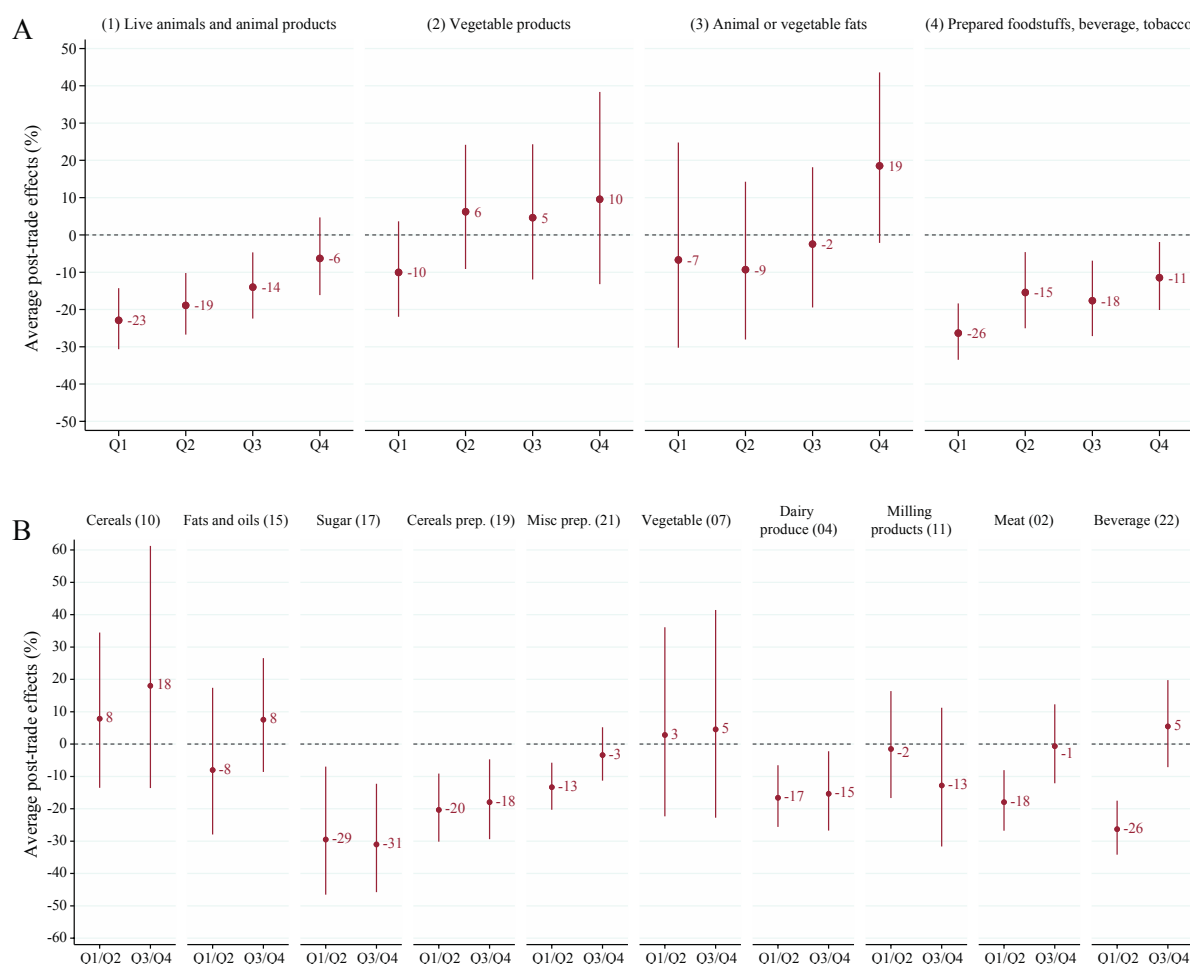 A
(1) Live animals and animal products
(2) Vegetable products
(3) Animal or vegetable fats
(4) Prepared foodstuffs, beverage, tobacco
Average post-trade effects (%)
50
40
30
20
10
0
-10
-20
-30
-40
-50
-23
-19
-14
-6
-10
6
5
10
-7
-9
-2
19
-26
-15
-18
-11
Q1 Q2 Q3 Q4
Q1 Q2 Q3 Q4
Q1 Q2 Q3 Q4
Q1 Q2 Q3 Q4
B
Cereals (10)
Fats and oils (15)
Sugar (17)
Cereals prep. (19)
Misc prep. (21)
Vegetable (07)
Dairy
produce (04)
Milling
products (11)
Meat (02)
Beverage (22)
Average post-trade effects (%)
60
50
40
30
20
10
0
-10
-20
-30
-40
-50
-60
8
18
-8
8
-29
-31
-20
-18
-13
-3
3
5
-17
-15
-2
-13
-18
-1
-26
5
Q1/Q2 Q3/Q4
Q1/Q2 Q3/Q4
Q1/Q2 Q3/Q4
Q1/Q2 Q3/Q4
Q1/Q2 Q3/Q4
Q1/Q2 Q3/Q4
Q1/Q2 Q3/Q4
Q1/Q2 Q3/Q4
Q1/Q2 Q3/Q4
Q1/Q2 Q3/Q4